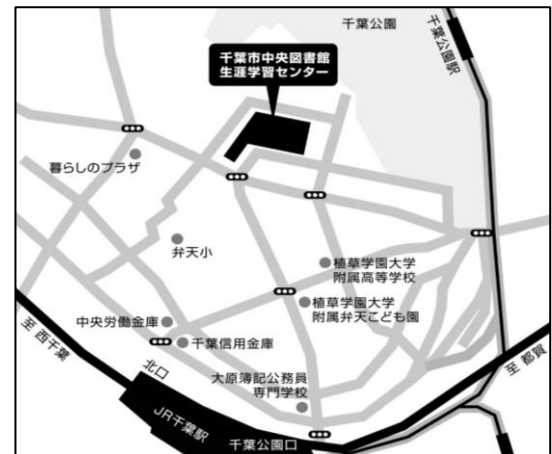 千葉公園
千葉公園駅
千葉市中央図書館
生涯学習センター
暮らしのプラザ
弁天小
植草学園大学
附属高等学校
植草学園大学
附属弁天こども園
中央労働金庫
千葉信用金庫
至 西千葉
北口
大原簿記公務員
専門学校
至 都賀
JR千葉駅
千葉公園口